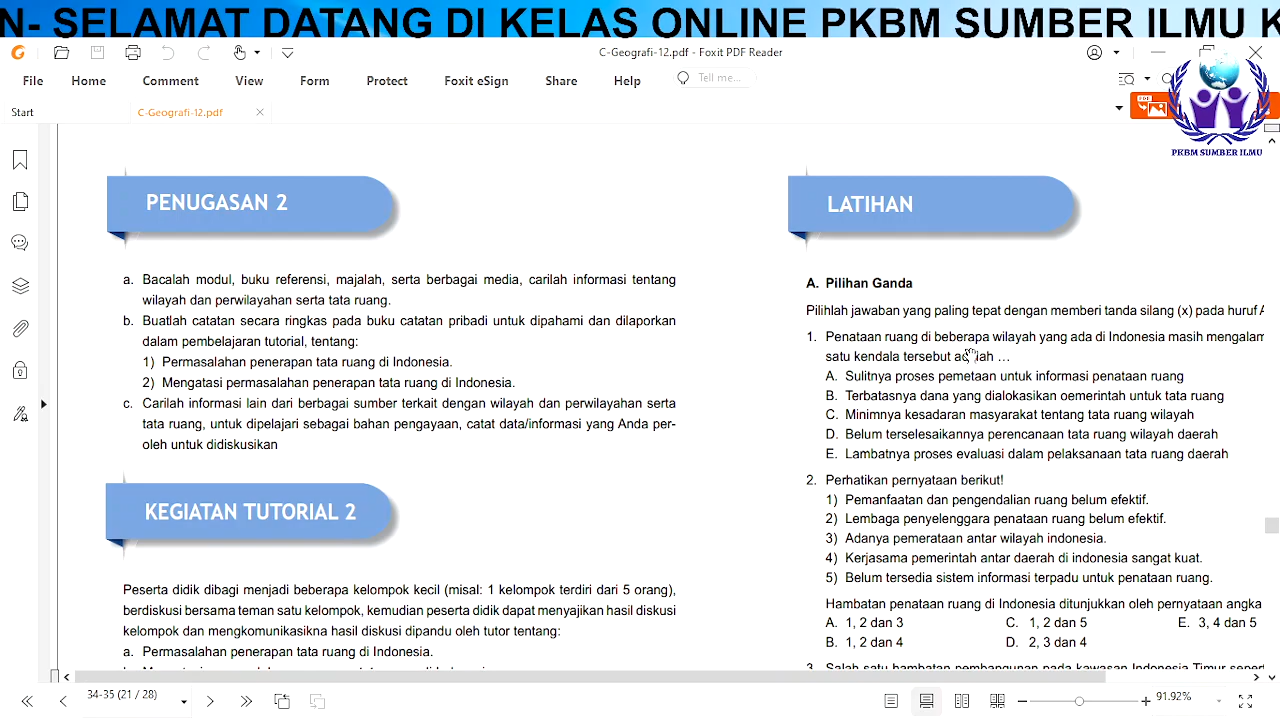 N- SELAMAT DATANG DI KELAS ONLINE PKBM SUMBER ILMU K
C-Geografi-12.pdf - Foxit PDF Reader
File Home Comment View Form Protect Foxit eSign Share Help Tell me...
Start C-Geografi-12.pdf
PKBM SUMBER ILMU
PENUGASAN 2
a. Bacalah modul, buku referensi, majalah, serta berbagai media, carilah informasi tentang
wilayah dan perwilayahan serta tata ruang.
b. Buatlah catatan secara ringkas pada buku catatan pribadi untuk dipahami dan dilaporkan
dalam pembelajaran tutorial, tentang:
1) Permasalahan penerapan tata ruang di Indonesia.
2) Mengatasi permasalahan penerapan tata ruang di Indonesia.
c. Carilah informasi lain dari berbagai sumber terkait dengan wilayah dan perwilayahan serta
tata ruang, untuk dipelajari sebagai bahan pengayaan, catat data/informasi yang Anda per-
oleh untuk didiskusikan
KEGIATAN TUTORIAL 2
Peserta didik dibagi menjadi beberapa kelompok kecil (misal: 1 kelompok terdiri dari 5 orang),
berdiskusi bersama teman satu kelompok, kemudian peserta didik dapat menyajikan hasil diskusi
kelompok dan mengkomunikasikna hasil diskusi dipandu oleh tutor tentang:
a. Permasalahan penerapan tata ruang di Indonesia.
LATIHAN
A. Pilihan Ganda
Pilihlah jawaban yang paling tepat dengan memberi tanda silang (x) pada huruf A
1. Penataan ruang di beberapa wilayah yang ada di Indonesia masih mengalam
satu kendala tersebut adalah ...
A. Sulitnya proses pemetaan untuk informasi penataan ruang
B. Terbatasnya dana yang dialokasikan oemerintah untuk tata ruang
C. Minimnya kesadaran masyarakat tentang tata ruang wilayah
D. Belum terselesaikannya perencanaan tata ruang wilayah daerah
E. Lambatnya proses evaluasi dalam pelaksanaan tata ruang daerah
2. Perhatikan pernyataan berikut!
1) Pemanfaatan dan pengendalian ruang belum efektif.
2) Lembaga penyelenggara penataan ruang belum efektif.
3) Adanya pemerataan antar wilayah indonesia.
4) Kerjasama pemerintah antar daerah di indonesia sangat kuat.
5) Belum tersedia sistem informasi terpadu untuk penataan ruang.
Hambatan penataan ruang di Indonesia ditunjukkan oleh pernyataan angka
A. 1, 2 dan 3 C. 1, 2 dan 5 E. 3, 4 dan 5
B. 1, 2 dan 4 D. 2, 3 dan 4
3. Salah satu hambatan pembangunan pada kawasan Indonesia Timur
34-35 (21 / 28) 91.92%